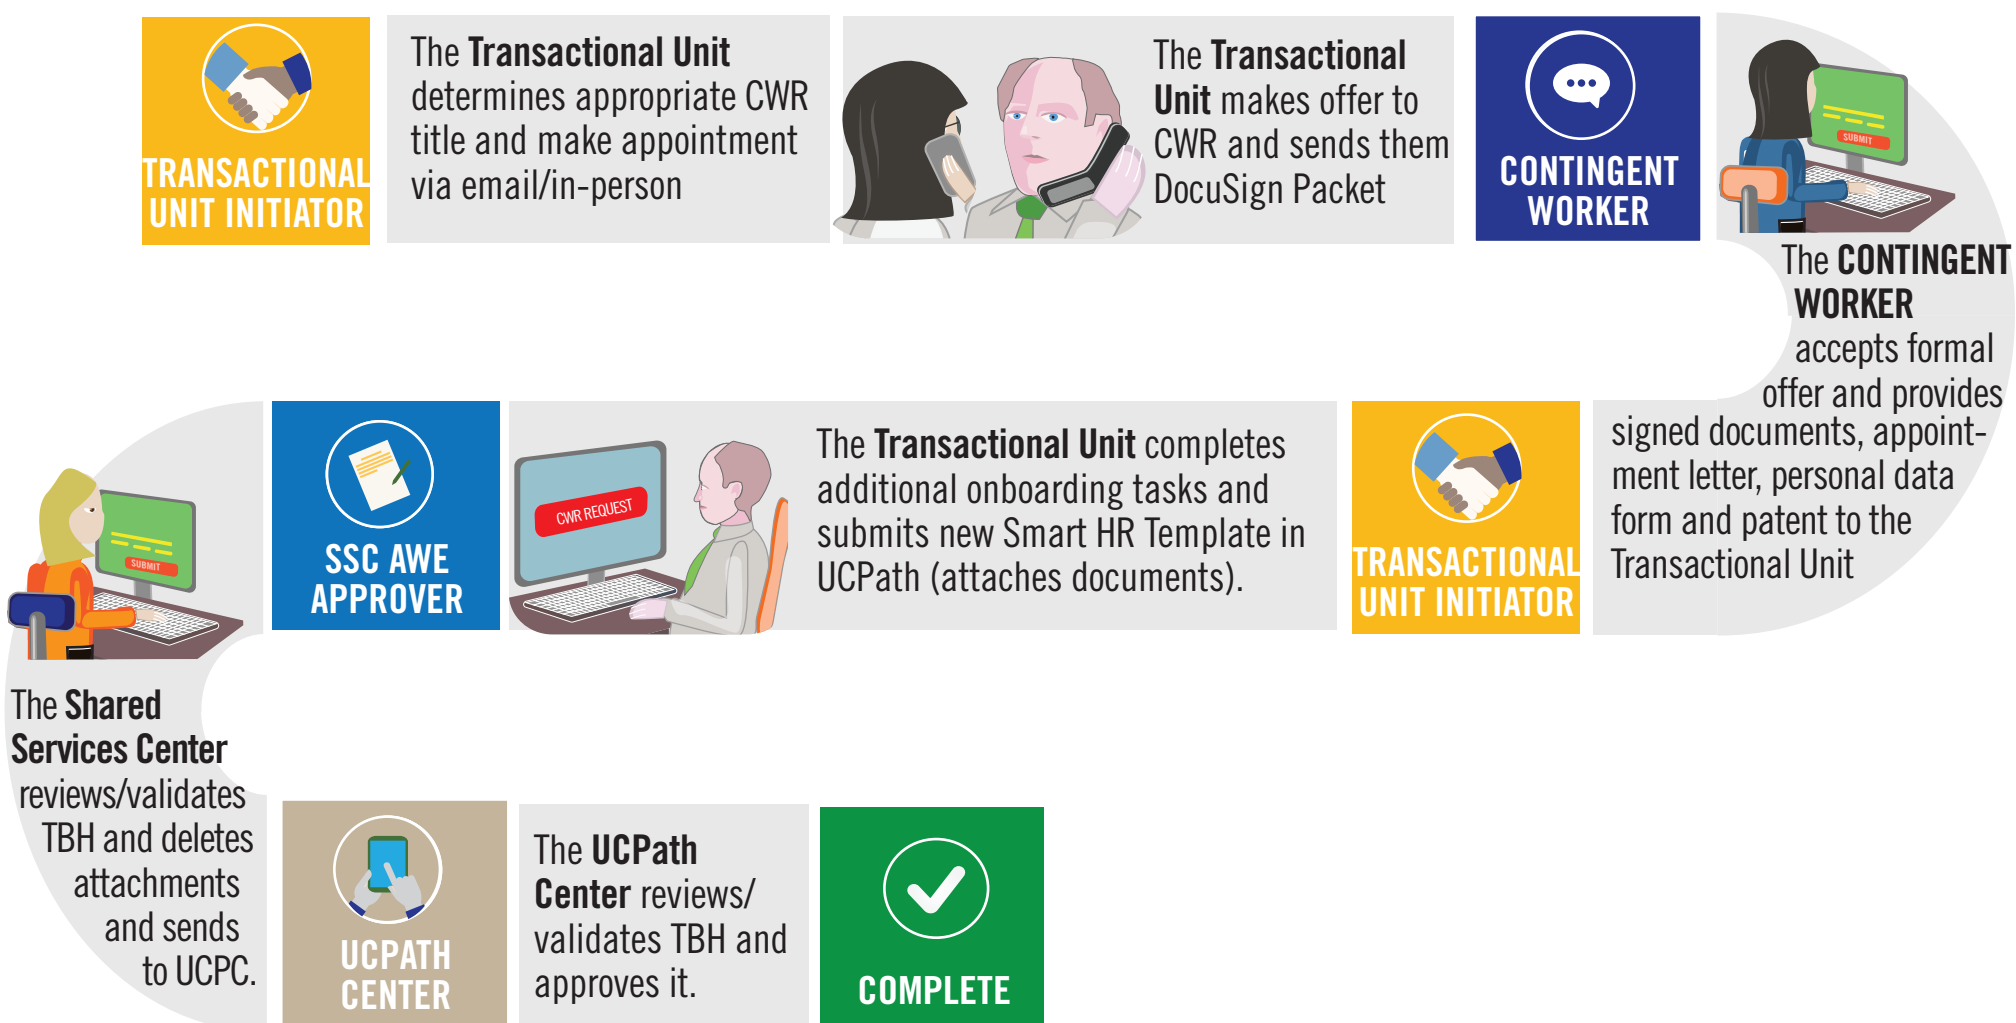 TRANSACTIONAL
UNIT INITIATOR
The Transactional Unit
determines appropriate CWR
title and make appointment
via email/in-person
The Transactional
Unit makes offer to
CWR and sends them
DocuSign Packet
CONTINGENT
WORKER
SUBMIT
The CONTINGENT
WORKER
accepts formal
offer and provides
signed documents, appoint-
ment letter, personal data
form and patent to the
Transactional Unit
TRANSACTIONAL
UNIT INITIATOR
The Transactional Unit completes
additional onboarding tasks and
submits new Smart HR Template in
UCPath (attaches documents).
CWR REQUEST
SSC AWE
APPROVER
SUBMIT
The Shared
Services Center
reviews/validates
TBH and deletes
attachments
and sends
to UCPC.
UCPATH
CENTER
The UCPath
Center reviews/
validates TBH and
approves it.
COMPLETE